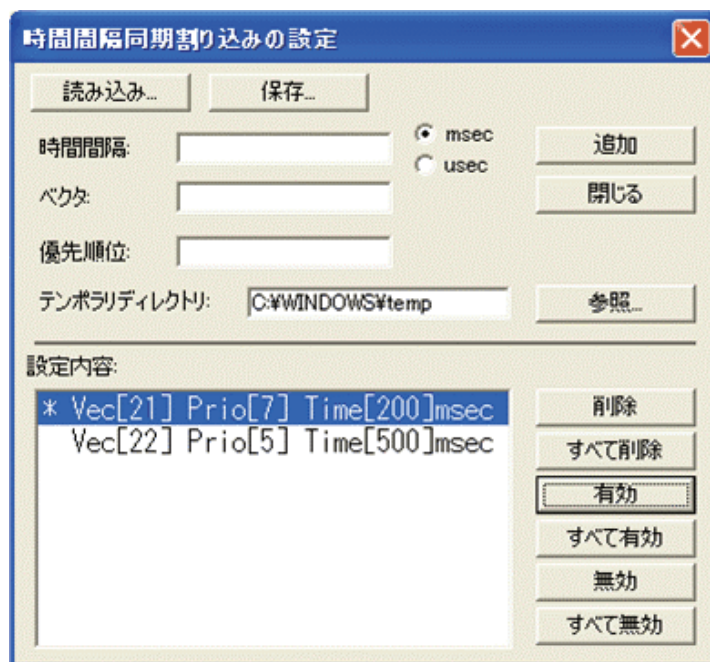 時間間隔同期割り込みの設定
読み込み... 保存...
時間間隔: msec 追加
usec
ベクタ: 閉じる
優先順位:
テンポラリディレクトリ: C:¥WINDOWS¥temp 参照...
設定内容:
* Vec[21] Prio[7] Time[200]msec 削除
Vec[22] Prio[5] Time[500]msec すべて削除
有効
すべて有効
無効
すべて無効